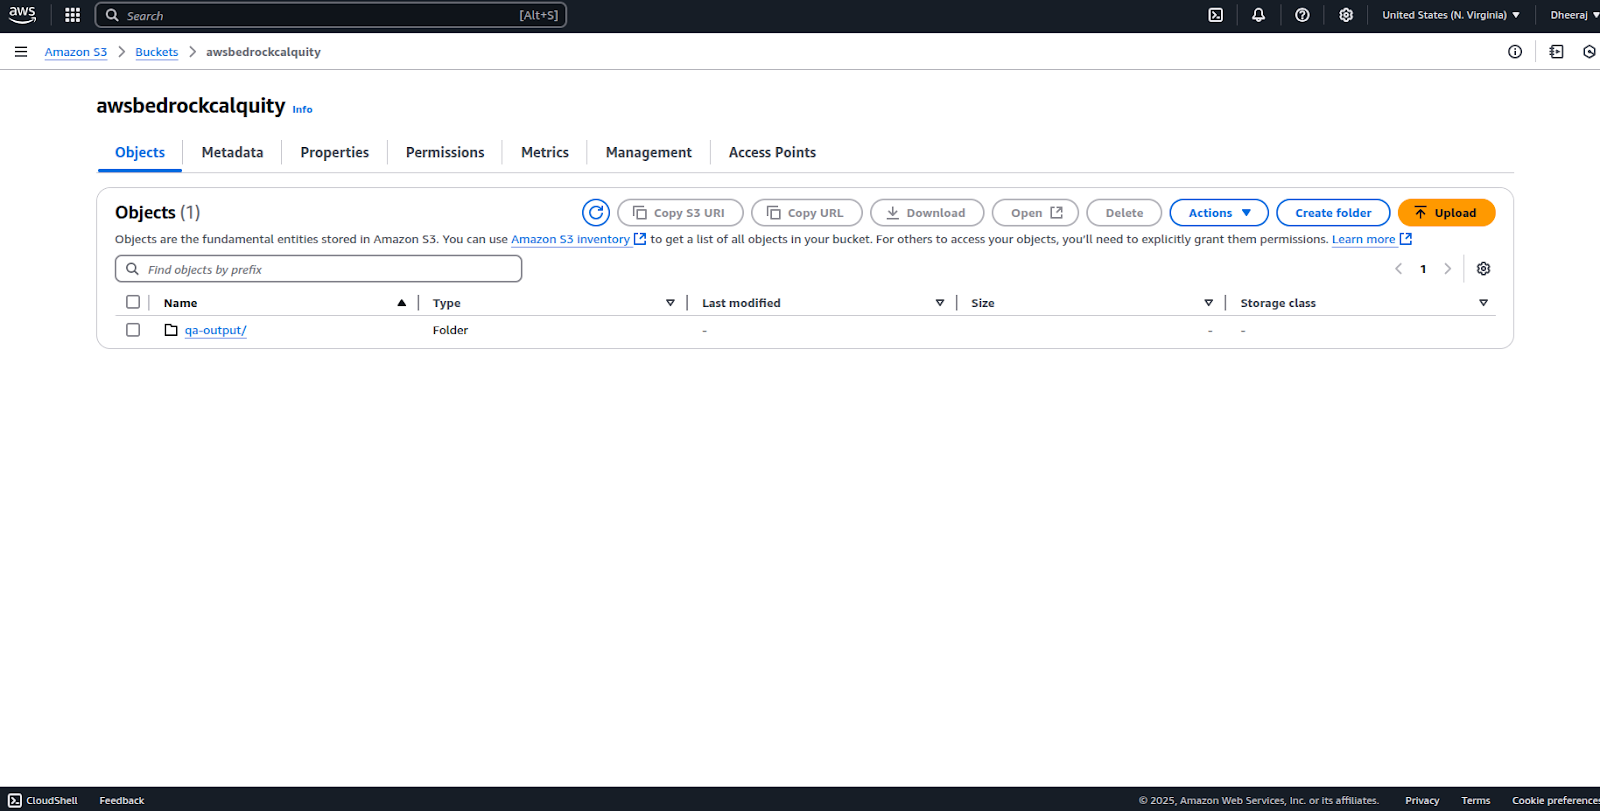 aws Search [Alt+S] United States (N. Virginia) Dheeraj
Amazon S3 Buckets awsbedrockcalquity
awsbedrockcalquity Info
Objects Metadata Properties Permissions Metrics Management Access Points
Objects (1) Copy S3 URI Copy URL Download Open Delete Actions Create folder Upload
Objects are the fundamental entities stored in Amazon S3. You can use Amazon S3 inventory to get a list of all objects in your bucket. For others to access your objects, you'll need to explicitly grant them permissions. Learn more
Find objects by prefix 1
Name Type Last modified Size Storage class
qa-output/ Folder - - -
CloudShell Feedback © 2025, Amazon Web Services, Inc. or its affiliates. Privacy Terms Cookie preferences